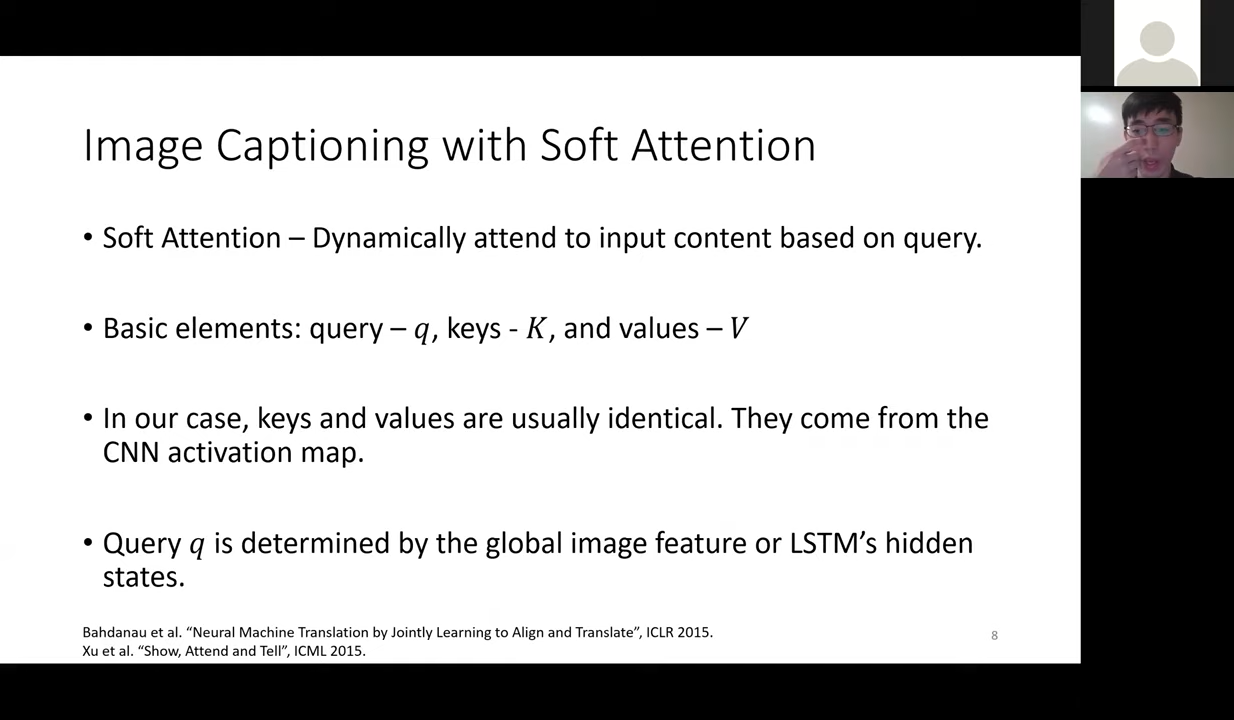 Image Captioning with Soft Attention
• Soft Attention – Dynamically attend to input content based on query.
• Basic elements: query – q, keys - K, and values – V
• In our case, keys and values are usually identical. They come from the
CNN activation map.
• Query q is determined by the global image feature or LSTM’s hidden
states.
Bahdanau et al. “Neural Machine Translation by Jointly Learning to Align and Translate”, ICLR 2015.
Xu et al. “Show, Attend and Tell”, ICML 2015.
8